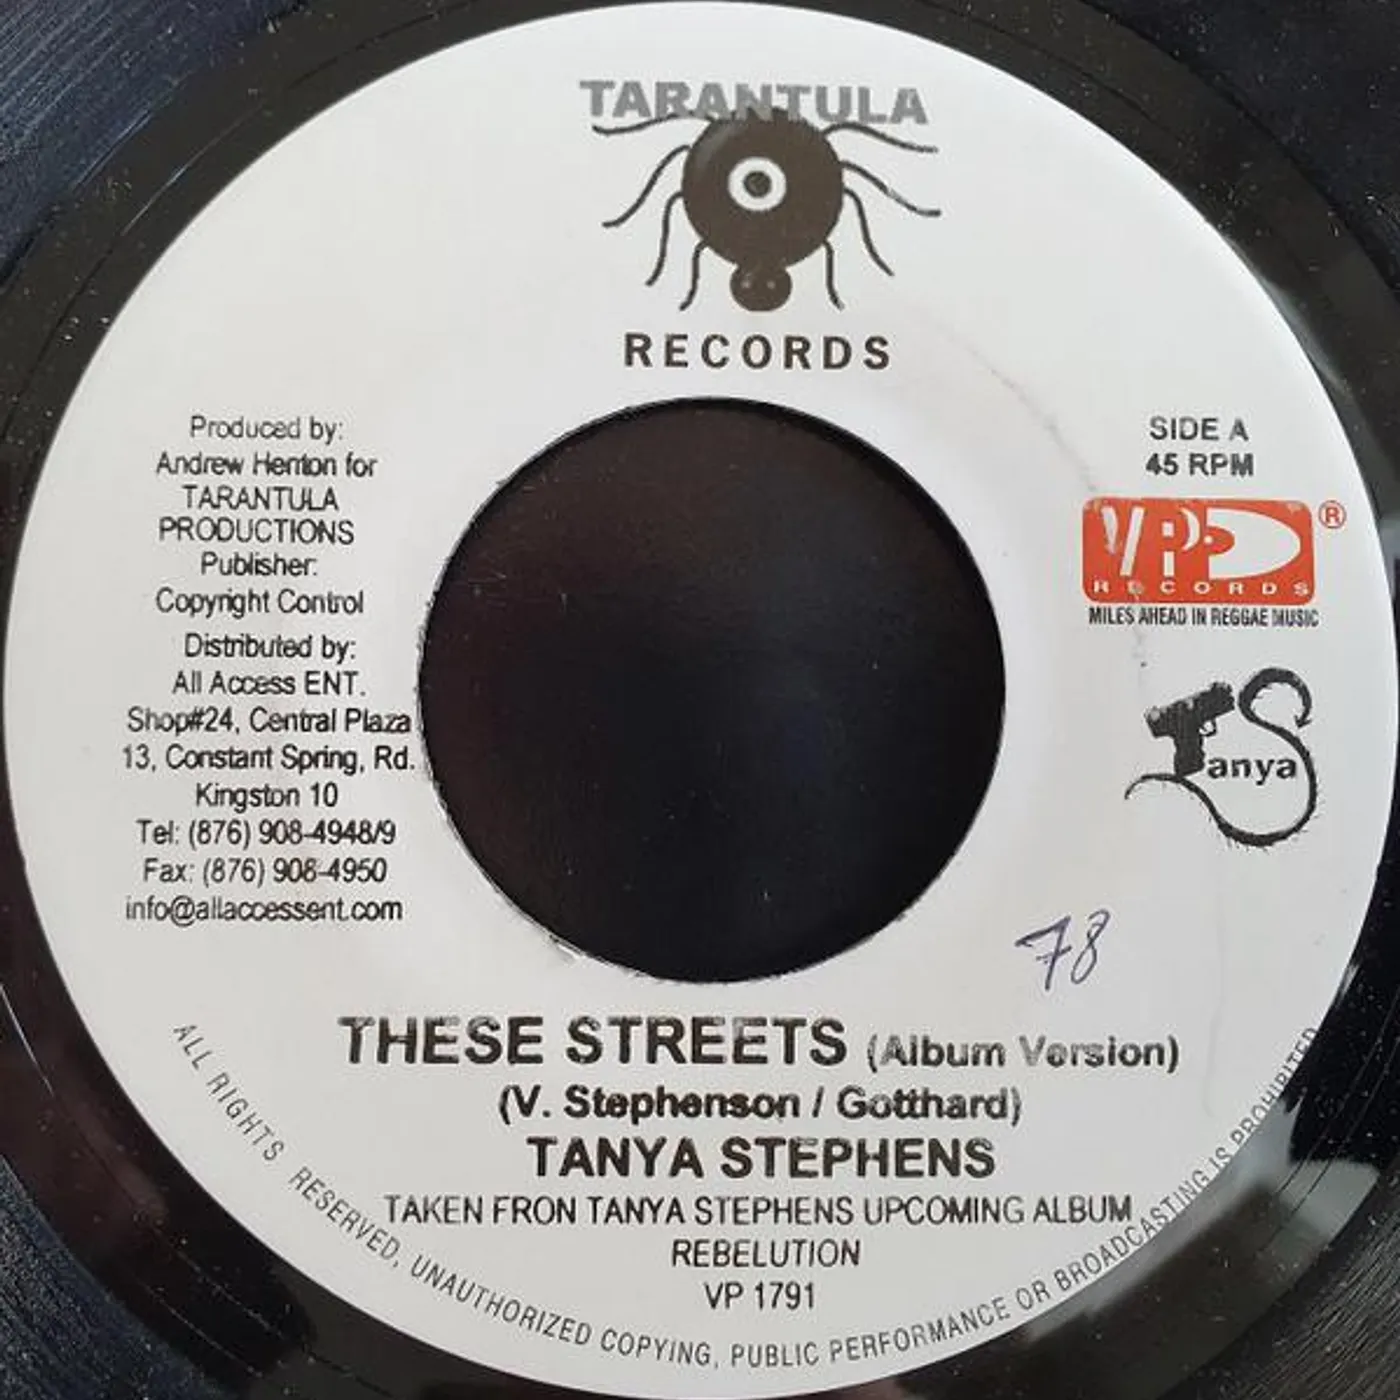 TARANTULA
RECORDS
Produced by:
Andrew Henton for
TARANTULA
PRODUCTIONS
Publisher:
Copyright Control
Distributed by:
All Access ENT.
Shop#24, Central Plaza
13, Constant Spring, Rd.
Kingston 10
Tel: (876) 908-4948/9
Fax: (876) 908-4950
info@allaccessent.com
SIDE A
45 RPM
VP ®
RECORDS
MILES AHEAD IN REGGAE MUSIC
Tanya S
78
THESE STREETS (Album Version)
(V. Stephenson / Gotthard)
TANYA STEPHENS
TAKEN FRON TANYA STEPHENS UPCOMING ALBUM
REBELUTION
VP 1791
ALL RIGHTS RESERVED, UNAUTHORIZED COPYING, PUBLIC PERFORMANCE OR BROADCASTING IS PROHIBITED